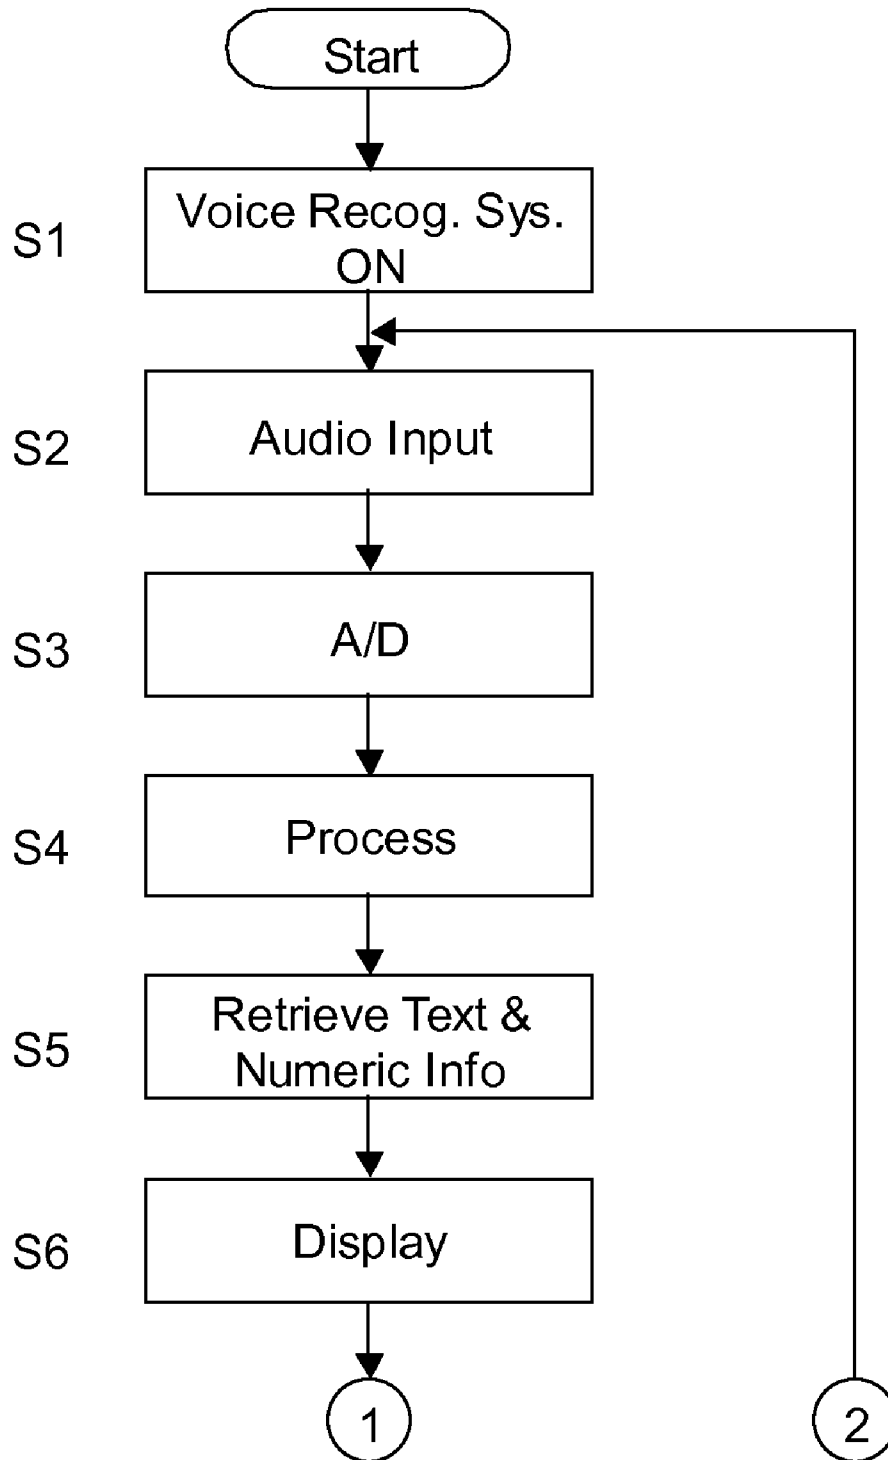 Start
S1
Voice Recog. Sys.
ON
S2
Audio Input
S3
A/D
S4
Process
S5
Retrieve Text &
Numeric Info
S6
Display
1
2